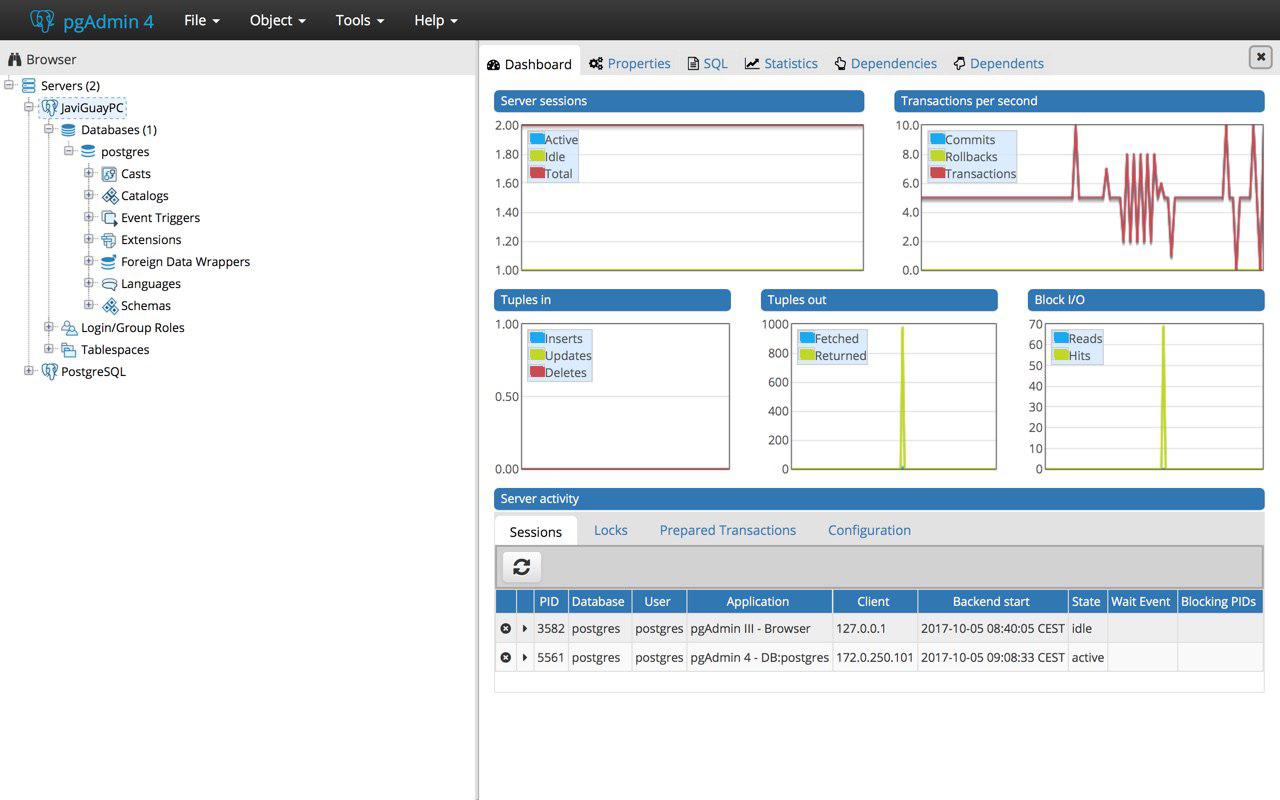 pgAdmin 4 File Object Tools Help
Browser
Servers (2)
JaviGuayPC
Databases (1)
postgres
Casts
Catalogs
Event Triggers
Extensions
Foreign Data Wrappers
Languages
Schemas
Login/Group Roles
Tablespaces
PostgreSQL
Dashboard Properties SQL Statistics Dependencies Dependents
Server sessions
2.00
1.80
1.60
1.40
1.20
1.00
Active
Idle
Total
Transactions per second
10.0
8.0
6.0
4.0
2.0
0.0
Commits
Rollbacks
Transactions
Tuples in
1.00
0.50
0.00
Inserts
Updates
Deletes
Tuples out
1000
800
600
400
200
0
Fetched
Returned
Block I/O
70
60
50
40
30
20
10
0
Reads
Hits
Server activity
Sessions Locks Prepared Transactions Configuration
PID Database User Application Client Backend start State Wait Event Blocking PIDs
3582 postgres postgres pgAdmin III - Browser 127.0.0.1 2017-10-05 08:40:05 CEST idle
5561 postgres postgres pgAdmin 4 - DB:postgres 172.0.250.101 2017-10-05 09:08:33 CEST active